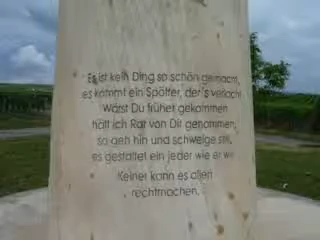 Es ist kein Ding so schön gemacht,
es kommt ein Spötter, der's verlacht.
Wärst Du früher gekommen
hätt ich Rat von Dir genommen,
so geh hin und schweige still,
es gestaltet ein jeder wie er will
Keiner kann es allen
rechtmachen.